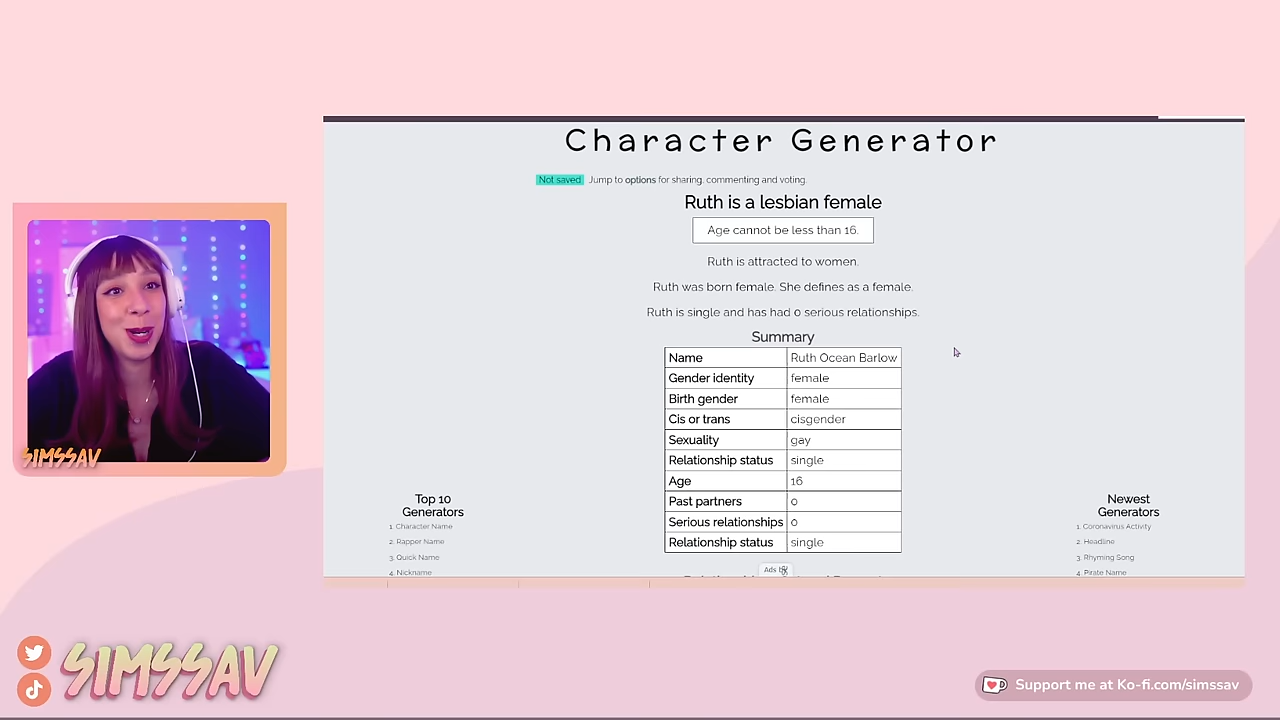 Character Generator
Not saved Jump to options for sharing, commenting and voting.
Ruth is a lesbian female
Age cannot be less than 16.
Ruth is attracted to women.
Ruth was born female. She defines as a female.
Ruth is single and has had 0 serious relationships.
Summary
Name Ruth Ocean Barlow
Gender identity female
Birth gender female
Cis or trans cisgender
Sexuality gay
Relationship status single
Age 16
Past partners 0
Serious relationships 0
Relationship status single
Top 10
Generators
1. Character Name
2. Rapper Name
3. Quick Name
4. Nickname
Newest
Generators
1. Coronavirus Activity
2. Headline
3. Rhyming Song
4. Pirate Name
Ads by
SIMSSAV
SIMSSAV
Support me at Ko-fi.com/simssav